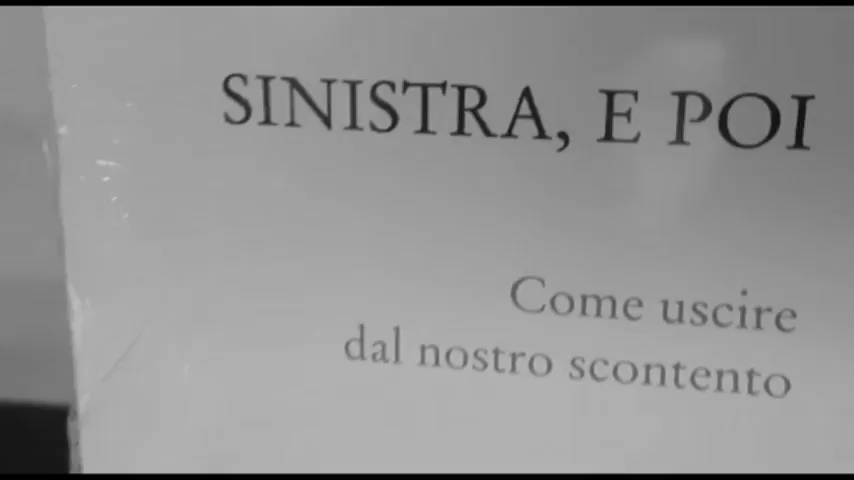 SINISTRA, E POI
Come uscire
dal nostro scontento